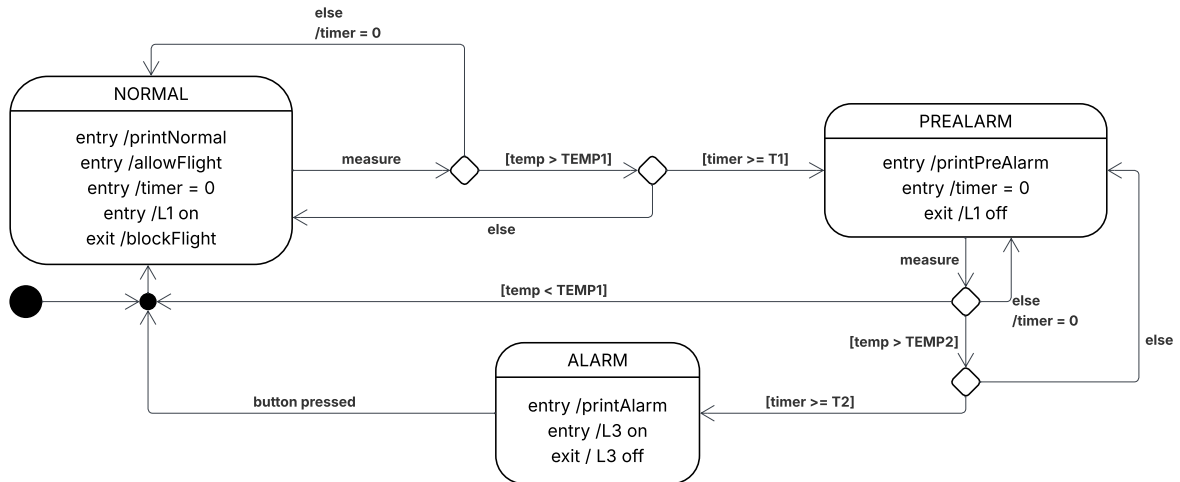 else
/timer = 0
NORMAL
entry /printNormal
entry /allowFlight
entry /timer = 0
entry /L1 on
exit /blockFlight
measure
[temp > TEMP1]
[timer >= T1]
else
PREALARM
entry /printPreAlarm
entry /timer = 0
exit /L1 off
measure
[temp < TEMP1]
else
/timer = 0
[temp > TEMP2]
else
ALARM
entry /printAlarm
entry /L3 on
exit / L3 off
button pressed
[timer >= T2]